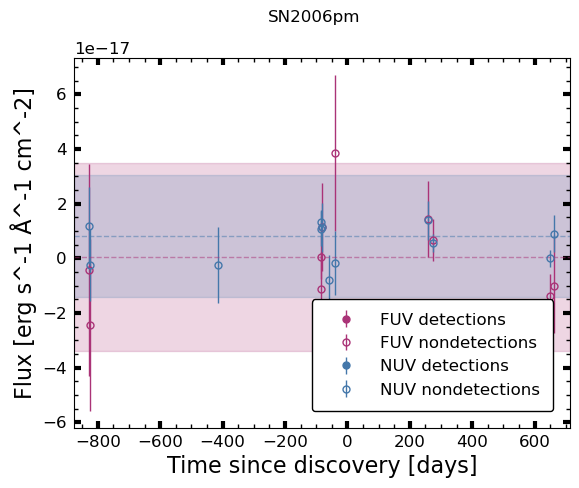 SN2006pm
1e−17
Flux [erg s^-1 Å^-1 cm^-2]
6
4
2
0
−2
−4
−6
FUV detections
FUV nondetections
NUV detections
NUV nondetections
−800 −600 −400 −200 0 200 400 600
Time since discovery [days]